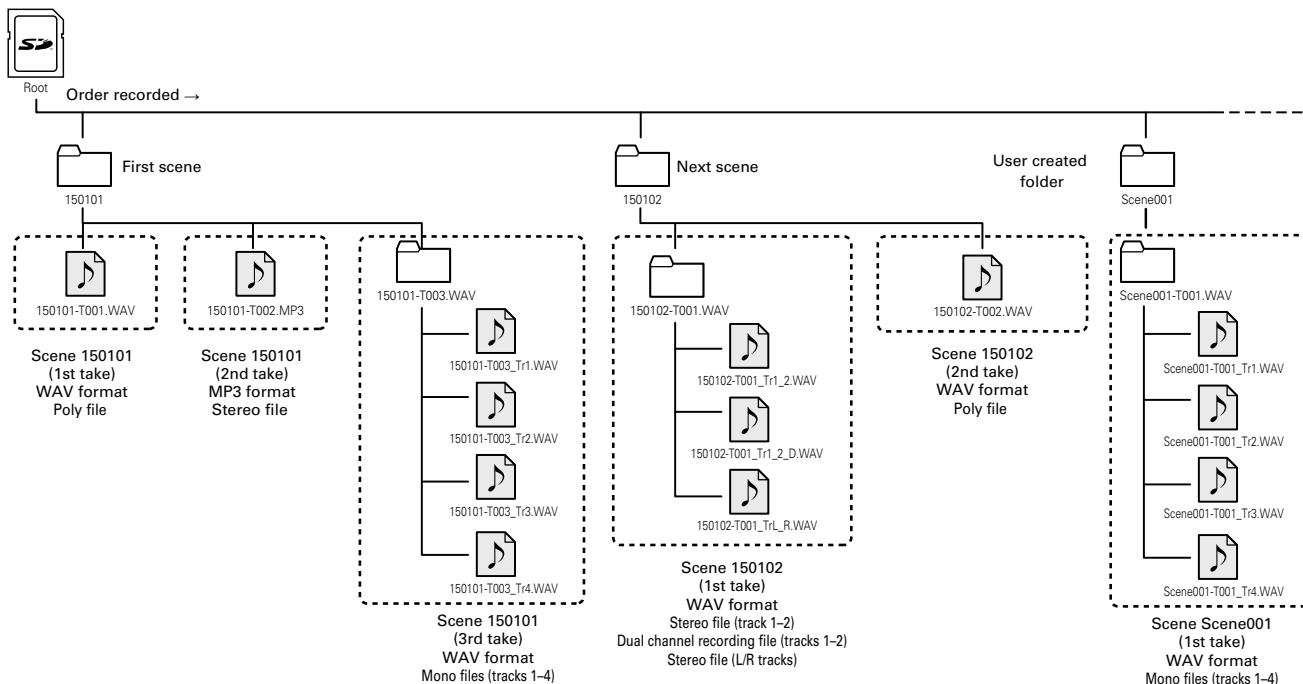 SD
Root
Order recorded →
First scene
150101
Next scene
150102
User created
folder
Scene001
150101-T001.WAV
Scene 150101
(1st take)
WAV format
Poly file
150101-T002.MP3
Scene 150101
(2nd take)
MP3 format
Stereo file
150101-T003.WAV
150101-T003_Tr1.WAV
150101-T003_Tr2.WAV
150101-T003_Tr3.WAV
150101-T003_Tr4.WAV
Scene 150101
(3rd take)
WAV format
Mono files (tracks 1–4)
150102-T001.WAV
150102-T001_Tr1_2.WAV
150102-T001_Tr1_2_D.WAV
150102-T001_TrL_R.WAV
Scene 150102
(1st take)
WAV format
Stereo file (track 1–2)
Dual channel recording file (tracks 1–2)
Stereo file (L/R tracks)
150102-T002.WAV
Scene 150102
(2nd take)
WAV format
Poly file
Scene001-T001.WAV
Scene001-T001_Tr1.WAV
Scene001-T001_Tr2.WAV
Scene001-T001_Tr3.WAV
Scene001-T001_Tr4.WAV
Scene Scene001
(1st take)
WAV format
Mono files (tracks 1–4)